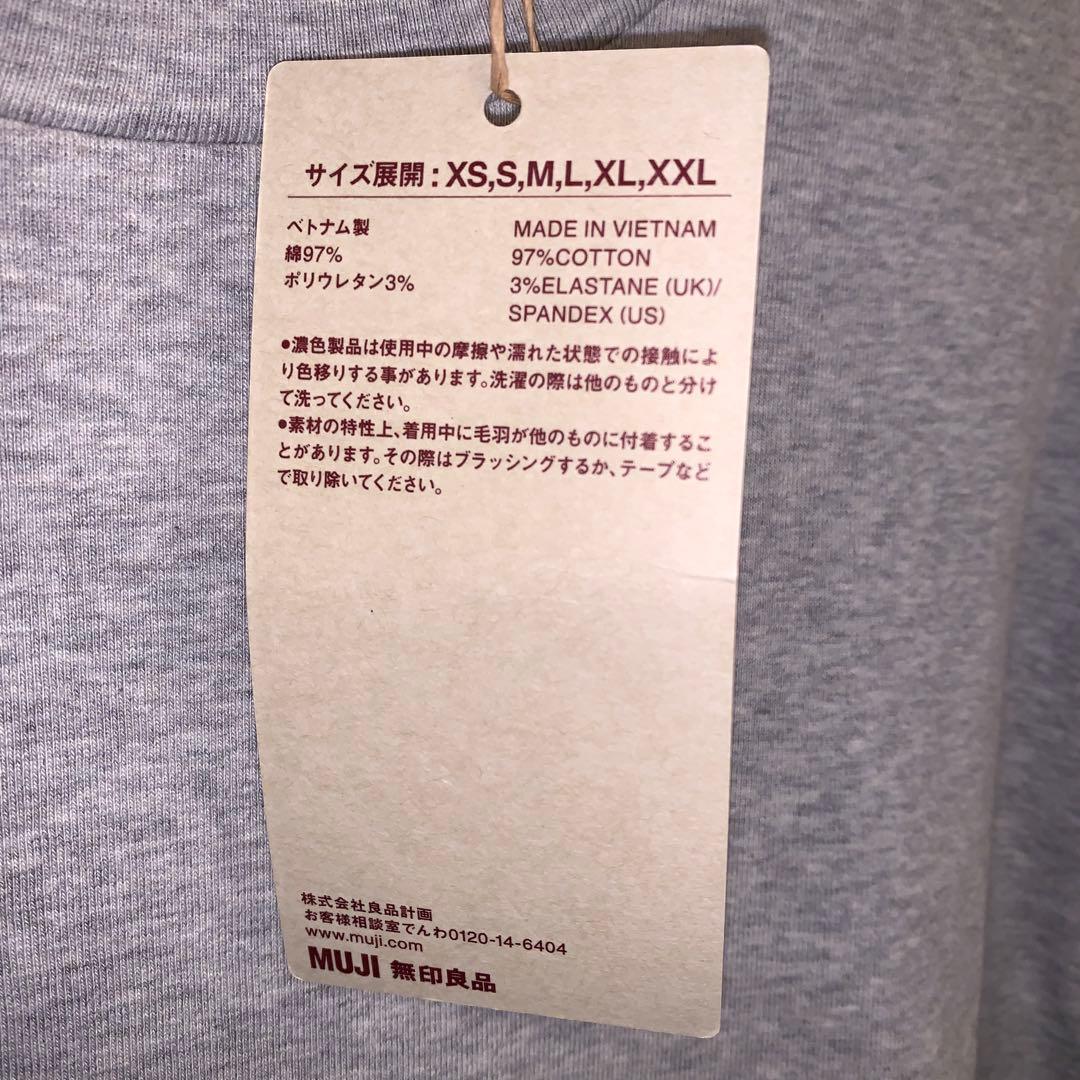 サイズ展開：XS,S,M,L,XL,XXL
ベトナム製
綿97%
ポリウレタン3%
MADE IN VIETNAM
97%COTTON
3%ELASTANE (UK)/
SPANDEX (US)
●濃色製品は使用中の摩擦や濡れた状態での接触によ
り色移りする事があります。洗濯の際は他のものと分け
て洗ってください。
●素材の特性上、着用中に毛羽が他のものに付着するこ
とがあります。その際はブラッシングするか、テープなど
で取り除いてください。
株式会社良品計画
お客様相談室でんわ0120-14-6404
www.muji.com
MUJI 無印良品